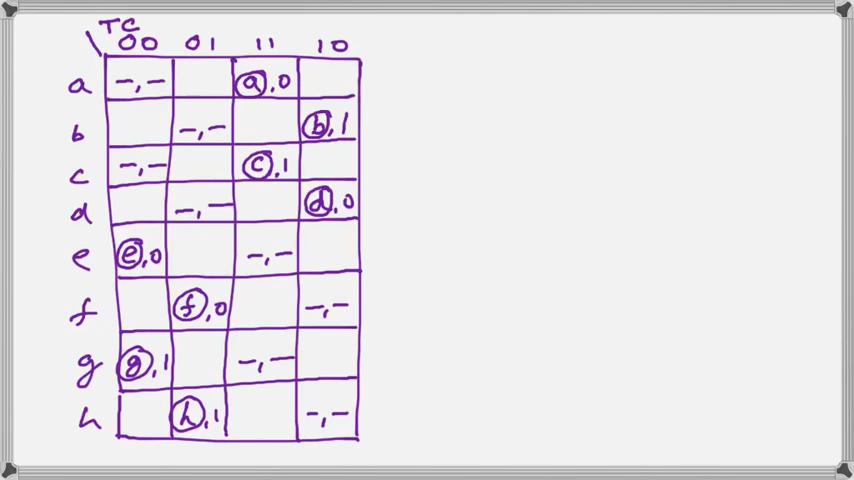 TC
00 01 11 10
a -,- a,0
b -,- b,1
c -,- c,1
d -,- d,0
e e,0 -,-
f f,0 -,-
g g,1 -,-
h h,1 -,-